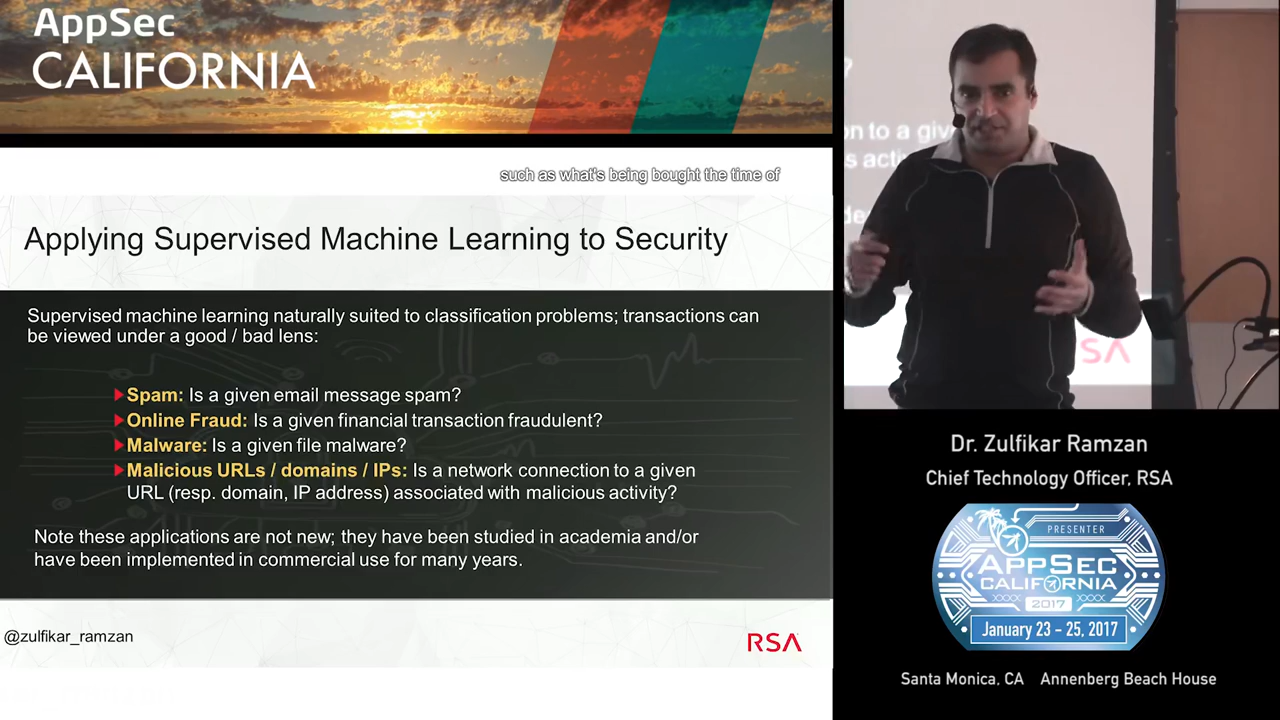 AppSec
CALIFORNIA
such as what's being bought the time of
Applying Supervised Machine Learning to Security
Supervised machine learning naturally suited to classification problems; transactions can
be viewed under a good / bad lens:
Spam: Is a given email message spam?
Online Fraud: Is a given financial transaction fraudulent?
Malware: Is a given file malware?
Malicious URLs / domains / IPs: Is a network connection to a given
URL (resp. domain, IP address) associated with malicious activity?
Note these applications are not new; they have been studied in academia and/or
have been implemented in commercial use for many years.
@zulfikar_ramzan
RSA
on to a giv
s acti
de
SA
Dr. Zulfikar Ramzan
Chief Technology Officer, RSA
PRESENTER
APPSEC
CALIFORNIA
2017
January 23 - 25, 2017
Santa Monica, CA Annenberg Beach House